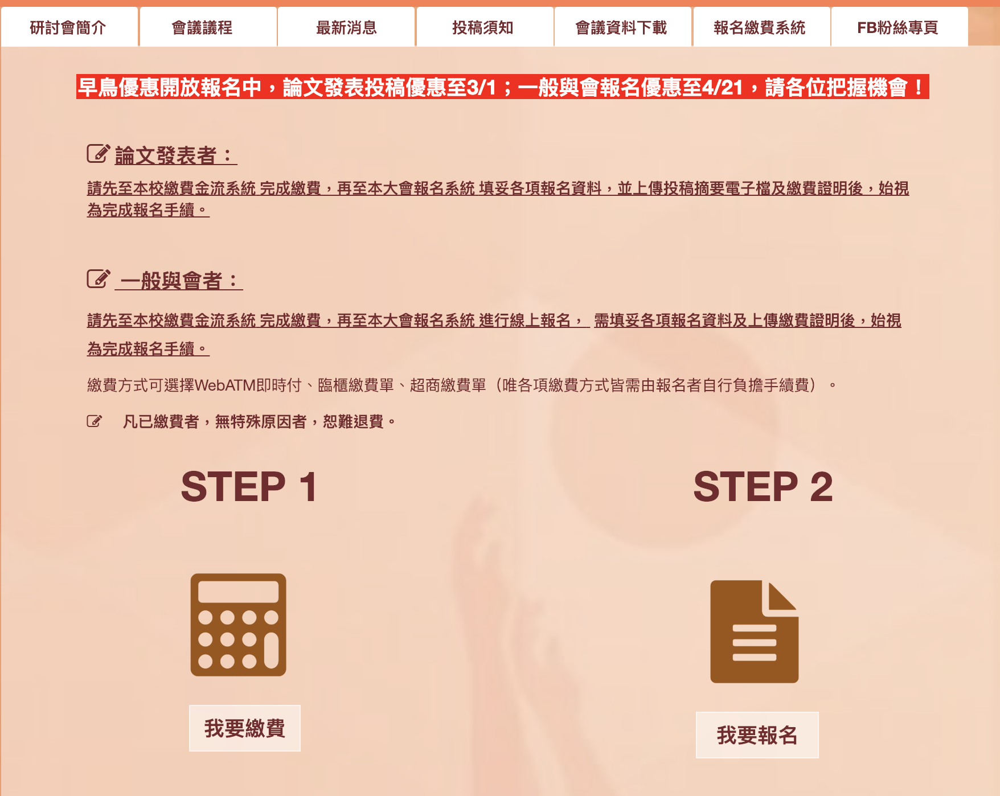 研討會簡介
會議議程
最新消息
投稿須知
會議資料下載
報名繳費系統
FB粉絲專頁
早鳥優惠開放報名中，論文發表投稿優惠至3/1；一般與會報名優惠至4/21，請各位把握機會！
論文發表者：
請先至本校繳費金流系統 完成繳費，再至本大會報名系統 填妥各項報名資料，並上傳投稿摘要電子檔及繳費證明後，始視
為完成報名手續。
一般與會者：
請先至本校繳費金流系統 完成繳費，再至本大會報名系統 進行線上報名， 需填妥各項報名資料及上傳繳費證明後，始視
為完成報名手續。
繳費方式可選擇WebATM即時付、臨櫃繳費單、超商繳費單（唯各項繳費方式皆需由報名者自行負擔手續費）。
凡已繳費者，無特殊原因者，恕難退費。
STEP 1
STEP 2
我要繳費
我要報名